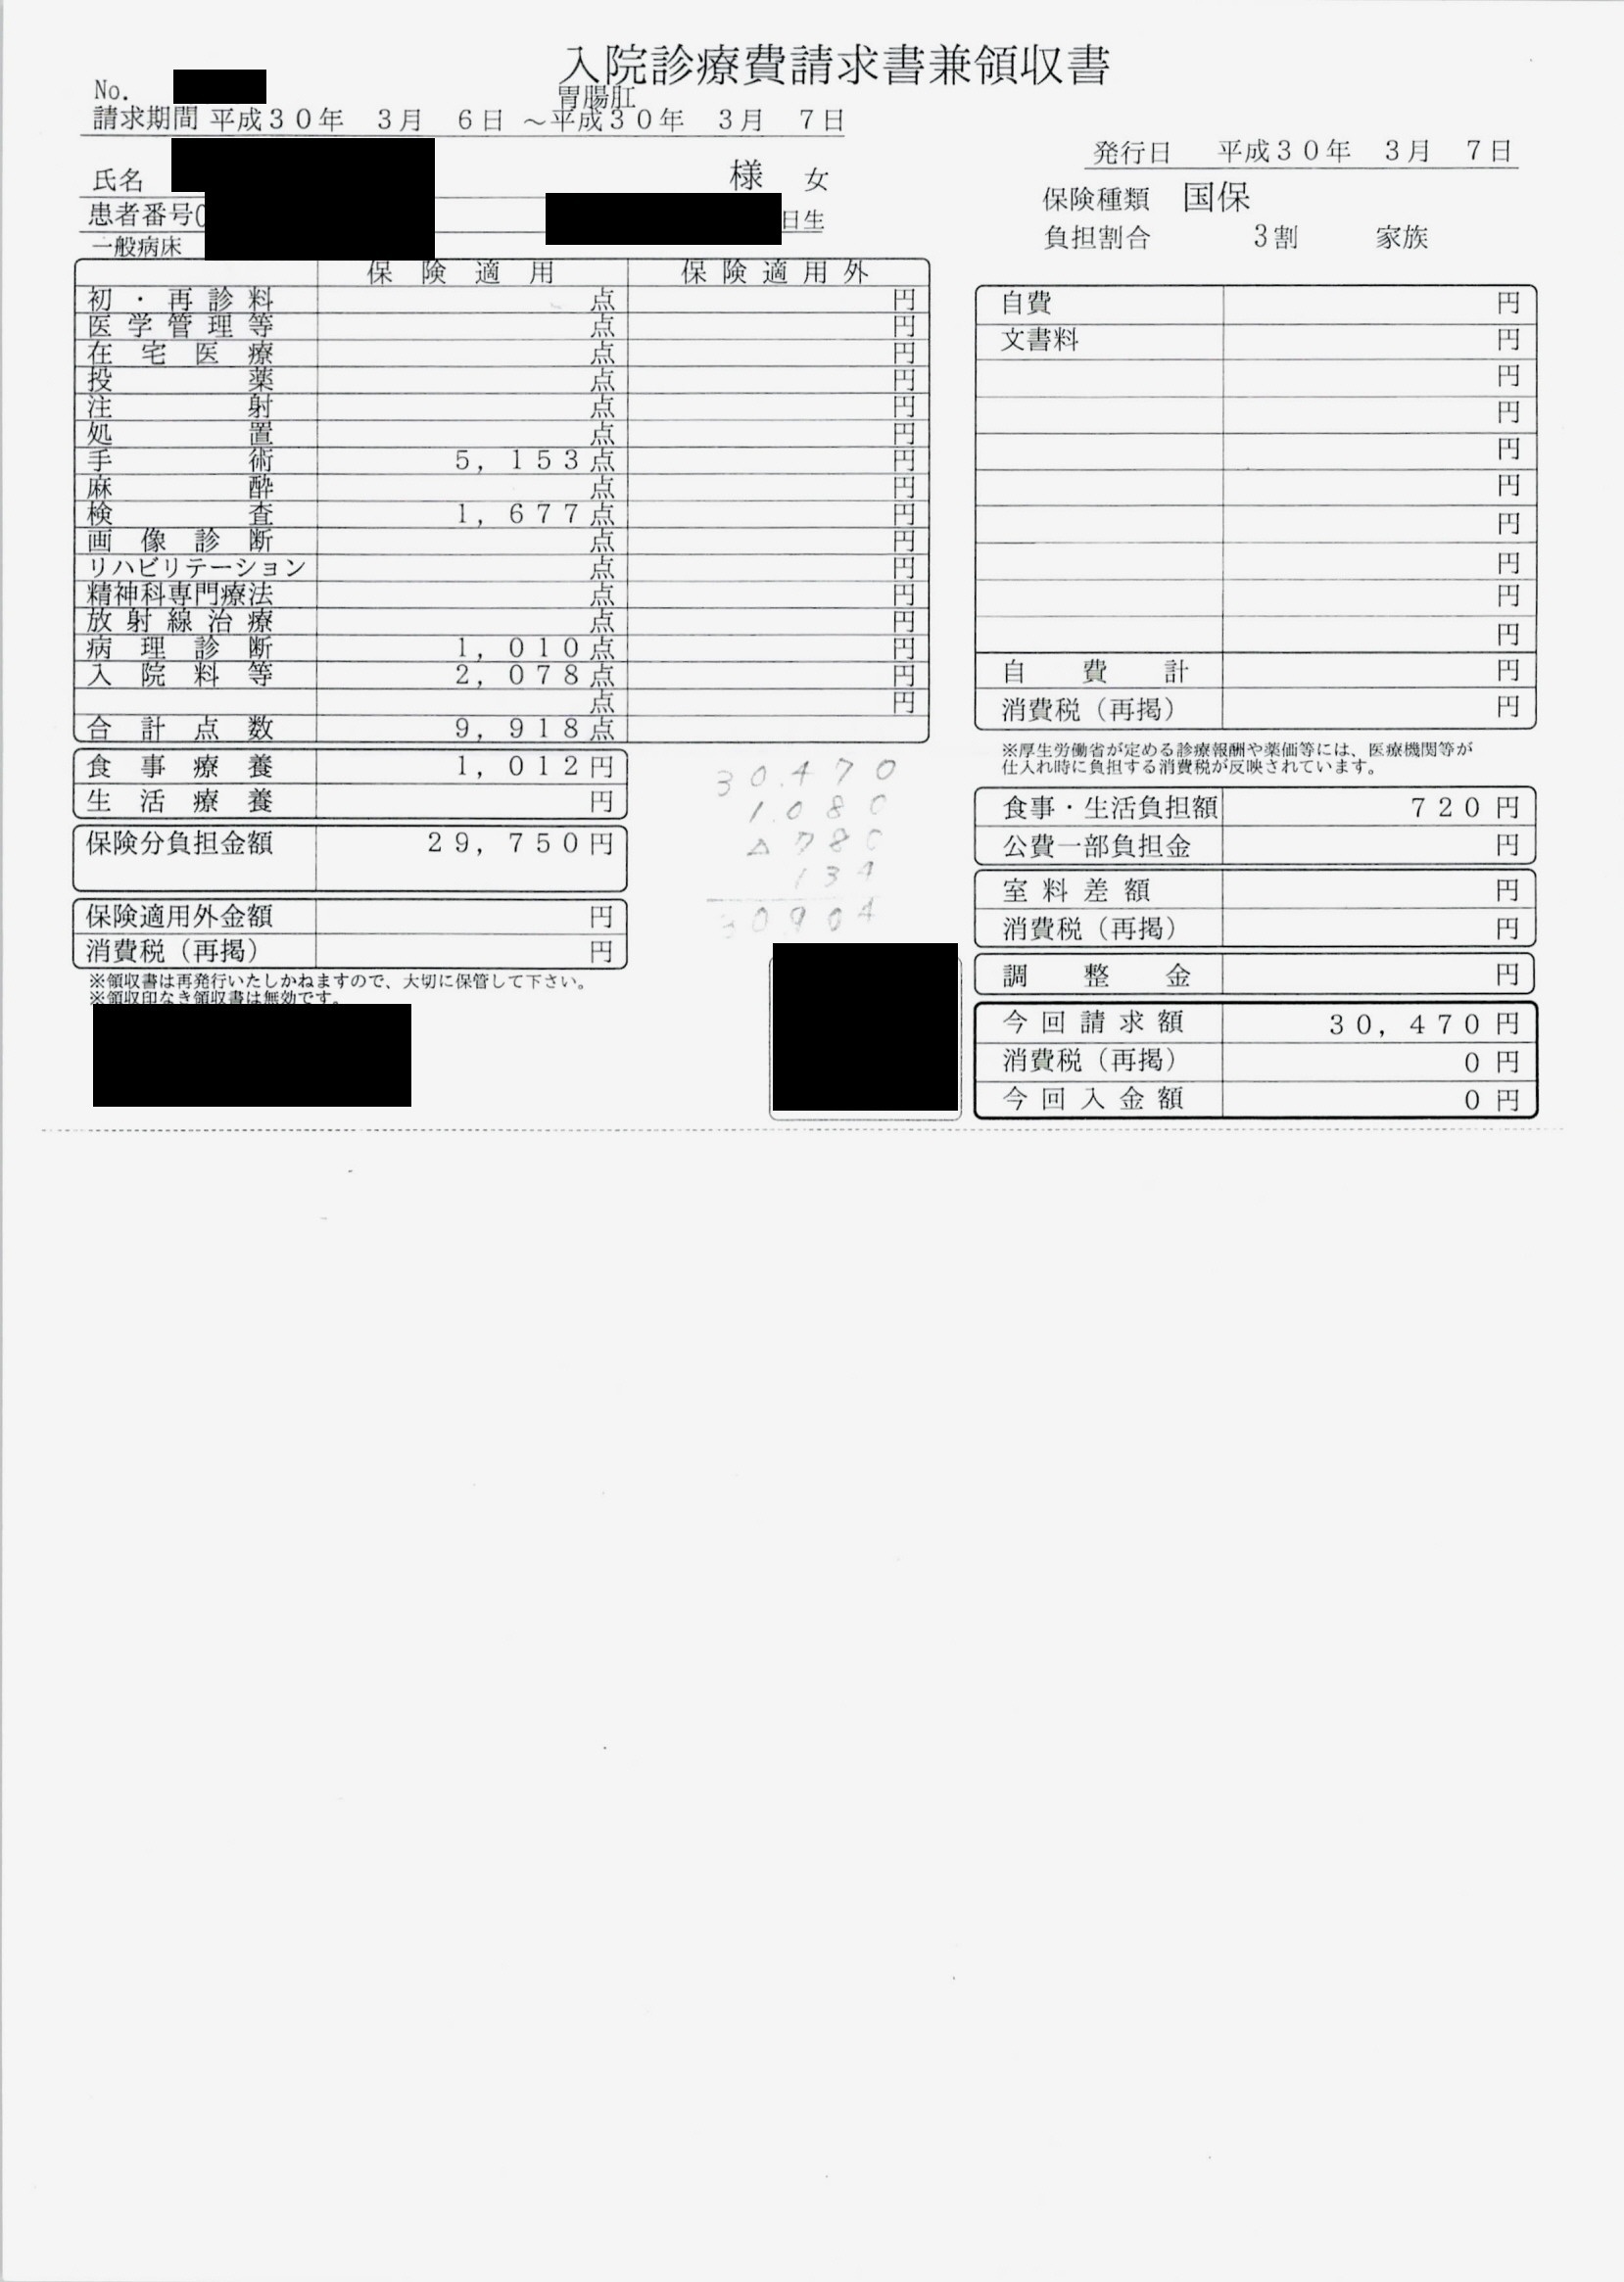 入院診療費請求書兼領収書
No.
胃腸肛
請求期間 平成30年 3月 6日 ～平成30年 3月 7日
発行日 平成30年 3月 7日
氏名 様 女
患者番号 日生
一般病床
保険種類 国保
負担割合 3割 家族
保険適用 保険適用外
初・再診料 点 円
医学管理等 点 円
在宅医療 点 円
投薬 点 円
注射 点 円
処置 点 円
手術 5,153点 円
麻酔 点 円
検査 1,677点 円
画像診断 点 円
リハビリテーション 点 円
精神科専門療法 点 円
放射線治療 点 円
病理診断 1,010点 円
入院料等 2,078点 円
点 円
合計点数 9,918点
食事療養 1,012円
生活療養 円
保険分負担金額 29,750円
保険適用外金額 円
消費税（再掲） 円
※領収書は再発行いたしかねますので、大切に保管して下さい。
※領収印なき領収書は無効です。
30.470
1.080
△780
134
30904
自費 円
文書料 円
円
円
円
円
円
円
円
円
自費計 円
消費税（再掲） 円
※厚生労働省が定める診療報酬や薬価等には、医療機関等が
仕入れ時に負担する消費税が反映されています。
食事・生活負担額 720円
公費一部負担金 円
室料差額 円
消費税（再掲） 円
調整金 円
今回請求額 30,470円
消費税（再掲） 0円
今回入金額 0円